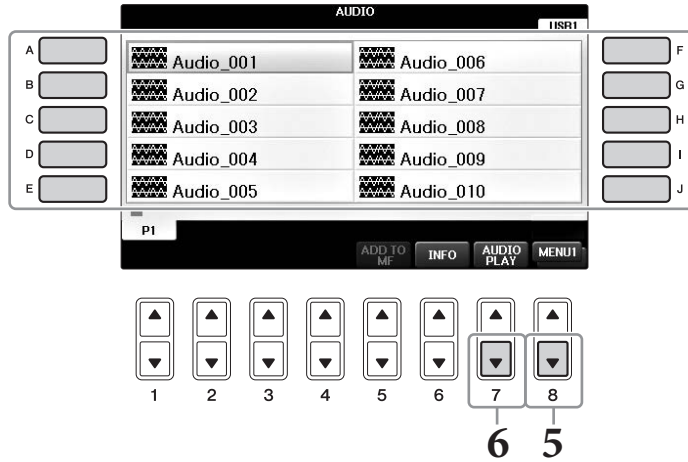 AUDIO
USB1
A
Audio_001
Audio_006
F
B
Audio_002
Audio_007
G
C
Audio_003
Audio_008
H
D
Audio_004
Audio_009
I
E
Audio_005
Audio_010
J
P1
ADD TO MF
INFO
AUDIO PLAY
MENU1
1 2 3 4 5 6 7 8
6 5